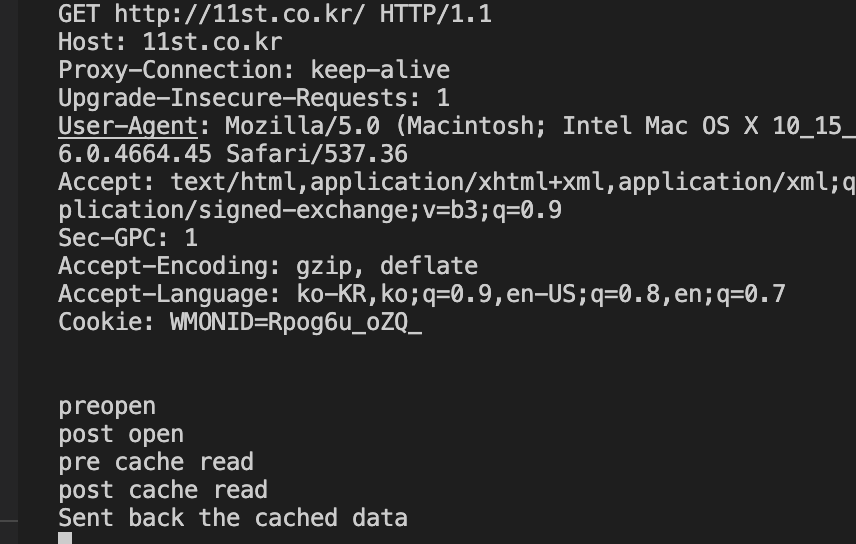 GET http://11st.co.kr/ HTTP/1.1
Host: 11st.co.kr
Proxy-Connection: keep-alive
Upgrade-Insecure-Requests: 1
User-Agent: Mozilla/5.0 (Macintosh; Intel Mac OS X 10_15_
6.0.4664.45 Safari/537.36
Accept: text/html,application/xhtml+xml,application/xml;q
plication/signed-exchange;v=b3;q=0.9
Sec-GPC: 1
Accept-Encoding: gzip, deflate
Accept-Language: ko-KR,ko;q=0.9,en-US;q=0.8,en;q=0.7
Cookie: WMONID=Rpog6u_oZQ_
preopen
post open
pre cache read
post cache read
Sent back the cached data